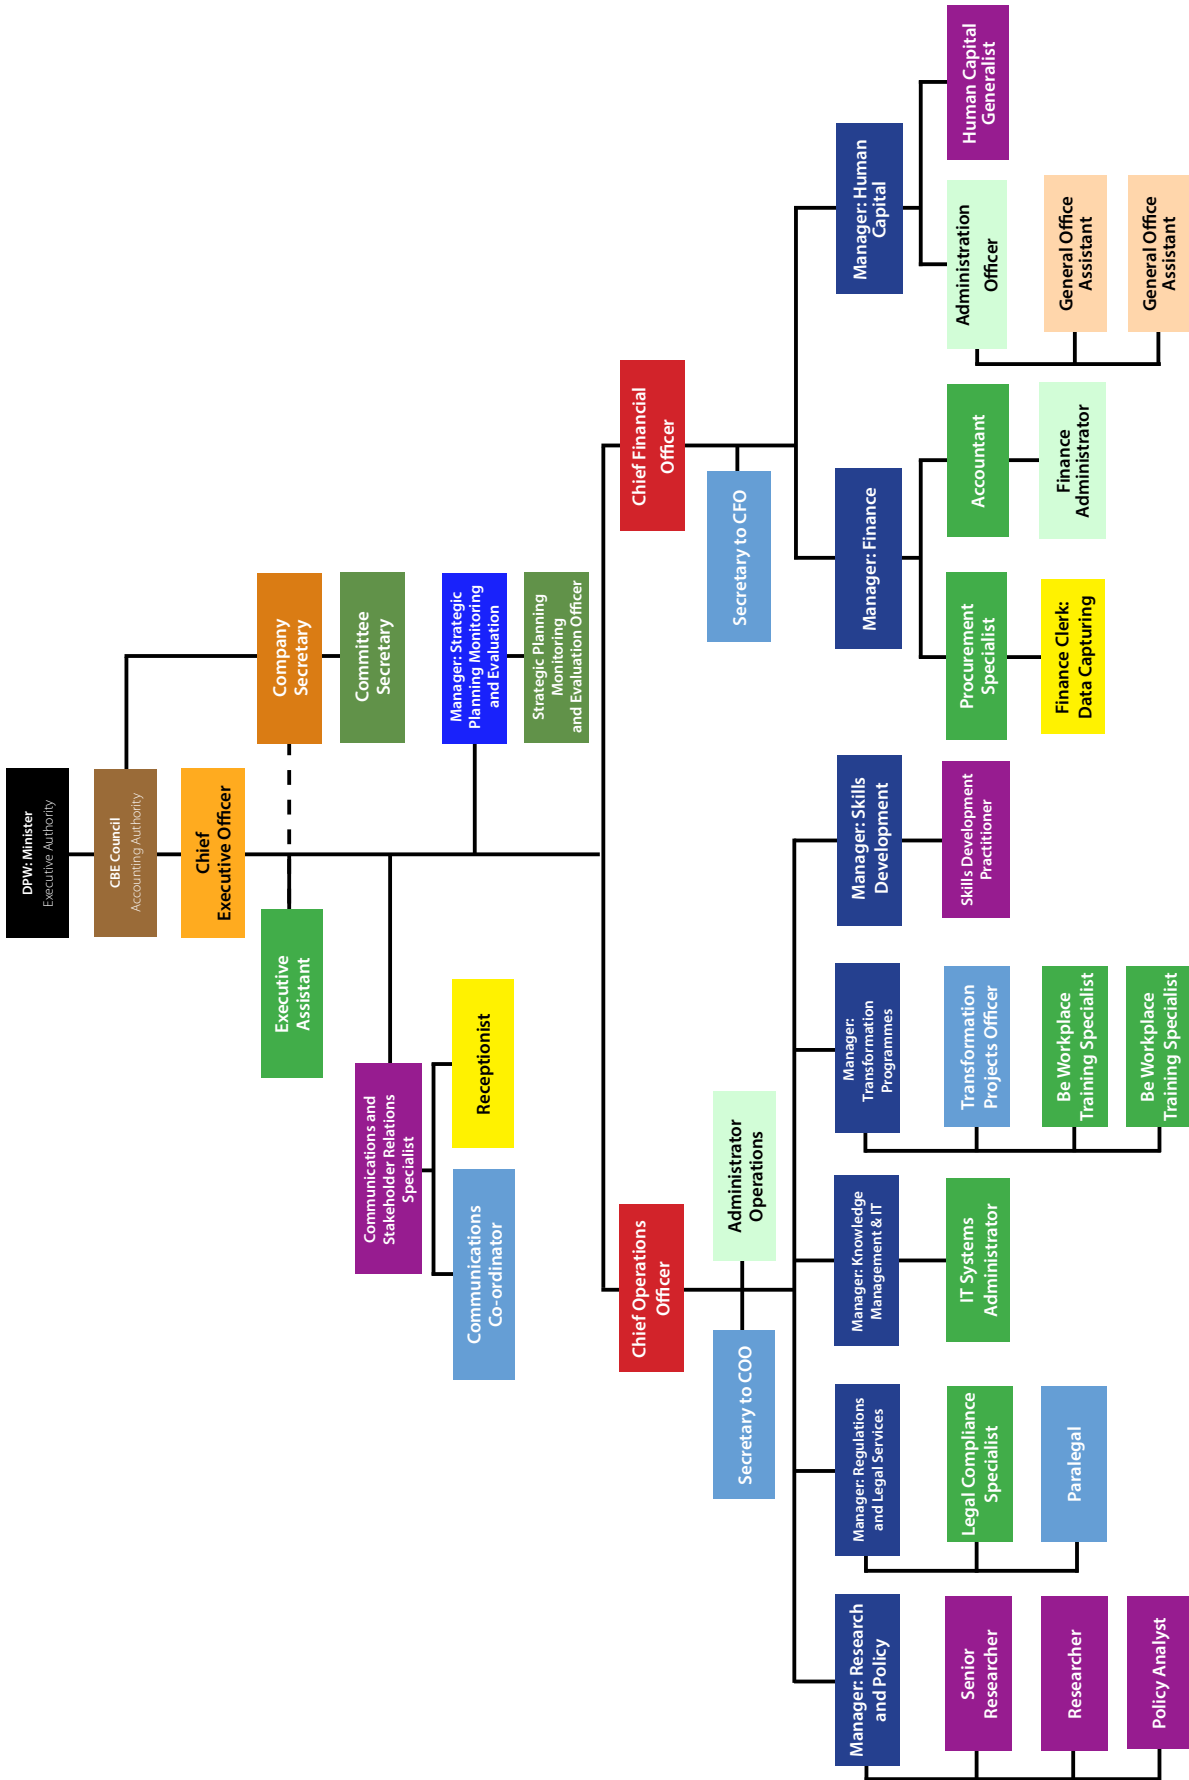 DPW: Minister
Executive Authority
CBE Council
Accounting Authority
Chief
Executive Officer
Executive
Assistant
Company
Secretary
Committee
Secretary
Communications and
Stakeholder Relations
Specialist
Communications
Co-ordinator
Receptionist
Manager: Strategic
Planning Monitoring
and Evaluation
Strategic Planning
Monitoring
and Evaluation Officer
Chief Operations
Officer
Secretary to COO
Administrator
Operations
Manager: Research
and Policy
Senior
Researcher
Researcher
Policy Analyst
Manager: Regulations
and Legal Services
Legal Compliance
Specialist
Paralegal
Manager: Knowledge
Management & IT
IT Systems
Administrator
Manager:
Transformation
Programmes
Transformation
Projects Officer
Be Workplace
Training Specialist
Be Workplace
Training Specialist
Manager: Skills
Development
Skills Development
Practitioner
Chief Financial
Officer
Secretary to CFO
Manager: Finance
Procurement
Specialist
Finance Clerk:
Data Capturing
Accountant
Finance
Administrator
Manager: Human
Capital
Administration
Officer
General Office
Assistant
General Office
Assistant
Human Capital
Generalist